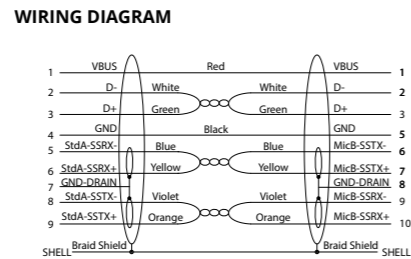 WIRING DIAGRAM
1 VBUS Red VBUS 1
2 D- White White D- 2
3 D+ Green Green D+ 3
4 GND Black GND 5
5 StdA-SSRX- Blue Blue MicB-SSTX- 6
6 StdA-SSRX+ Yellow Yellow MicB-SSTX+ 7
7 GND-DRAIN GND-DRAIN 8
8 StdA-SSTX- Violet Violet MicB-SSRX- 9
9 StdA-SSTX+ Orange Orange MicB-SSRX+ 10
SHELL Braid Shield Braid Shield SHELL